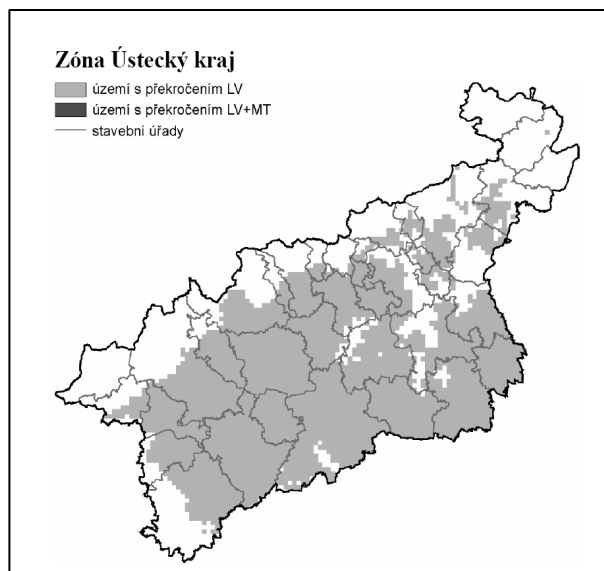 Zóna Ústecký kraj
území s překročením LV
území s překročením LV+MT
stavební úřady